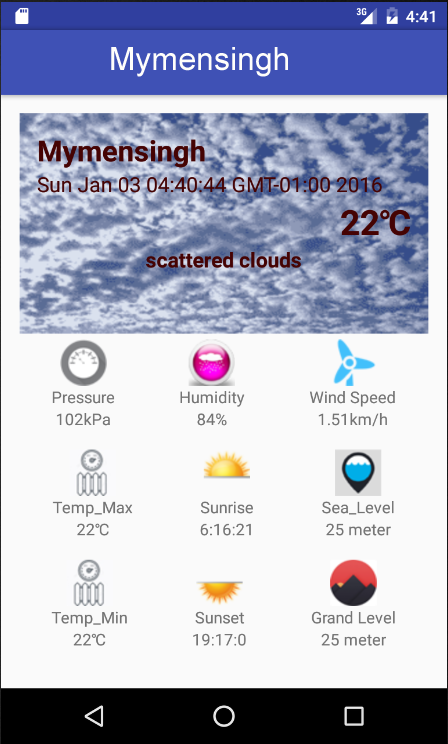 3G 4:41
Mymensingh
Mymensingh
Sun Jan 03 04:40:44 GMT-01:00 2016
22℃
scattered clouds
Pressure Humidity Wind Speed
102kPa 84% 1.51km/h
Temp_Max Sunrise Sea_Level
22℃ 6:16:21 25 meter
Temp_Min Sunset Grand Level
22℃ 19:17:0 25 meter